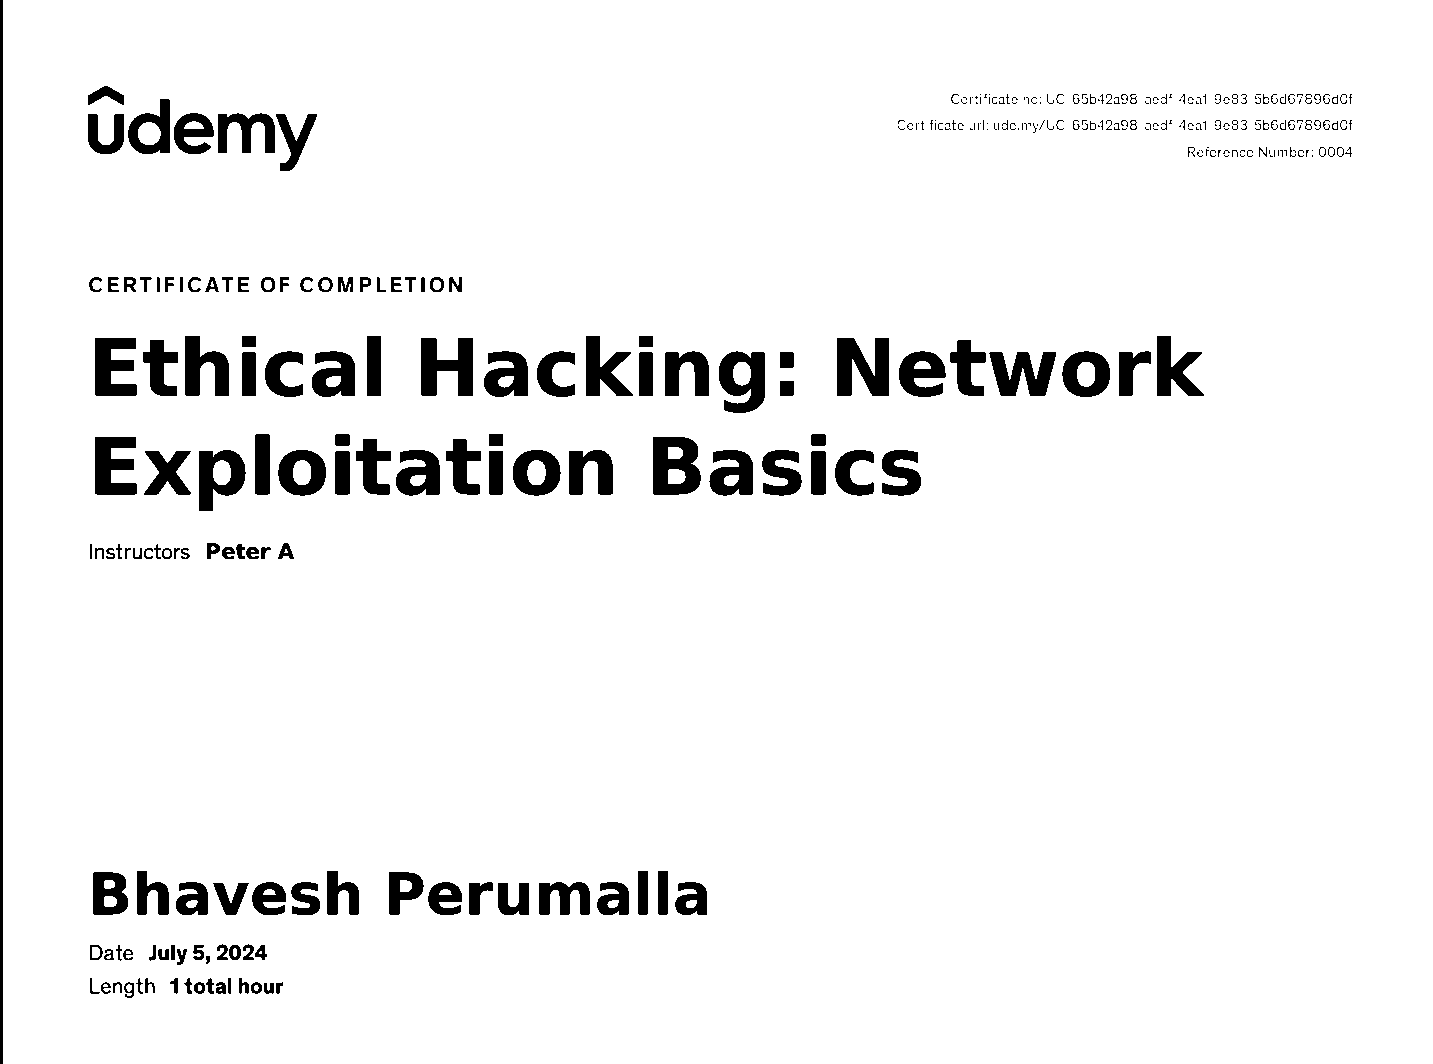 ûdemy
Certificate no: UC-65b42a98-aedf-4ea1-9e83-5b6d67896d0f
Certificate url: ude.my/UC-65b42a98-aedf-4ea1-9e83-5b6d67896d0f
Reference Number: 0004
CERTIFICATE OF COMPLETION
Ethical Hacking: Network
Exploitation Basics
Instructors Peter A
Bhavesh Perumalla
Date July 5, 2024
Length 1 total hour